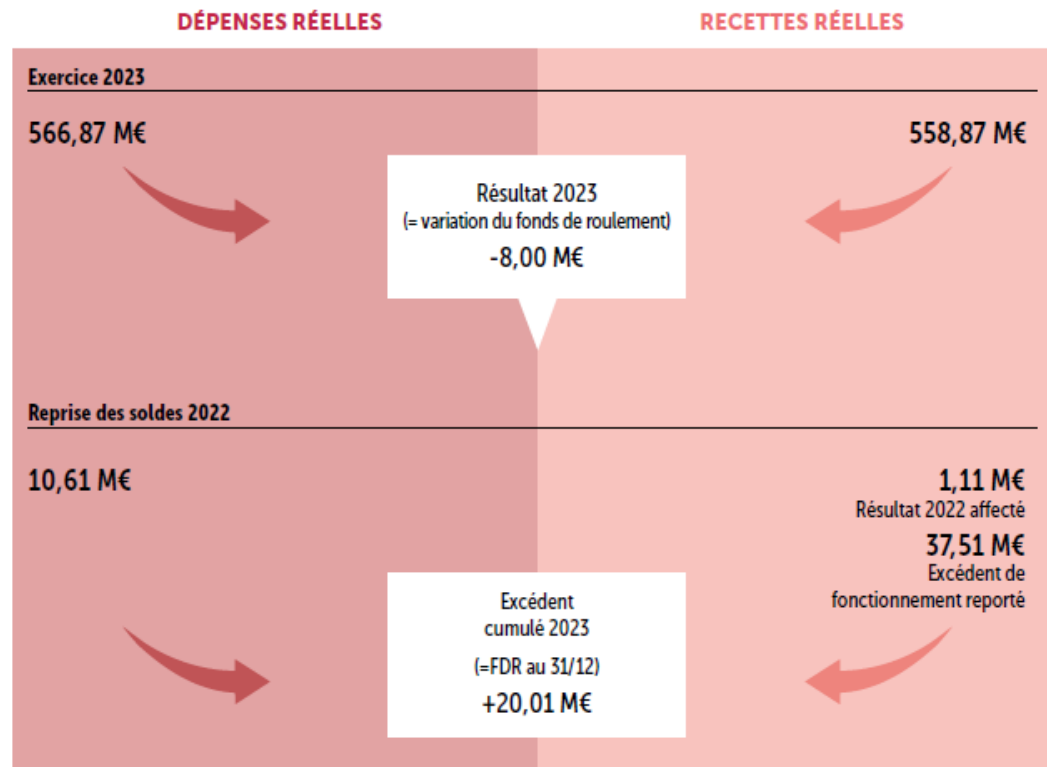 DÉPENSES RÉELLES
RECETTES RÉELLES
Exercice 2023
566,87 M€
558,87 M€
Résultat 2023
(= variation du fonds de roulement)
-8,00 M€
Reprise des soldes 2022
10,61 M€
1,11 M€
Résultat 2022 affecté
37,51 M€
Excédent de
fonctionnement reporté
Excédent
cumulé 2023
(=FDR au 31/12)
+20,01 M€